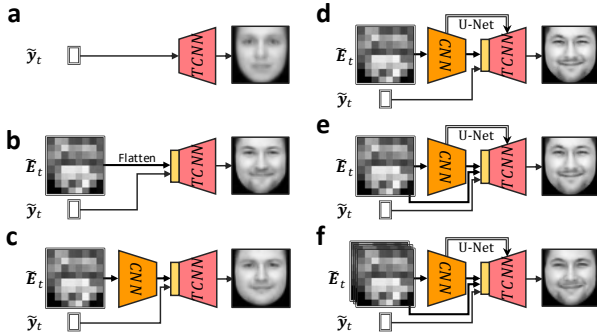 a
ỹₜ
TCNN
b
Ẽₜ
Flatten
TCNN
ỹₜ
c
Ẽₜ
CNN
TCNN
ỹₜ
d
U-Net
Ẽₜ
CNN
TCNN
ỹₜ
e
U-Net
Ẽₜ
CNN
TCNN
ỹₜ
f
U-Net
Ẽₜ
CNN
TCNN
ỹₜ